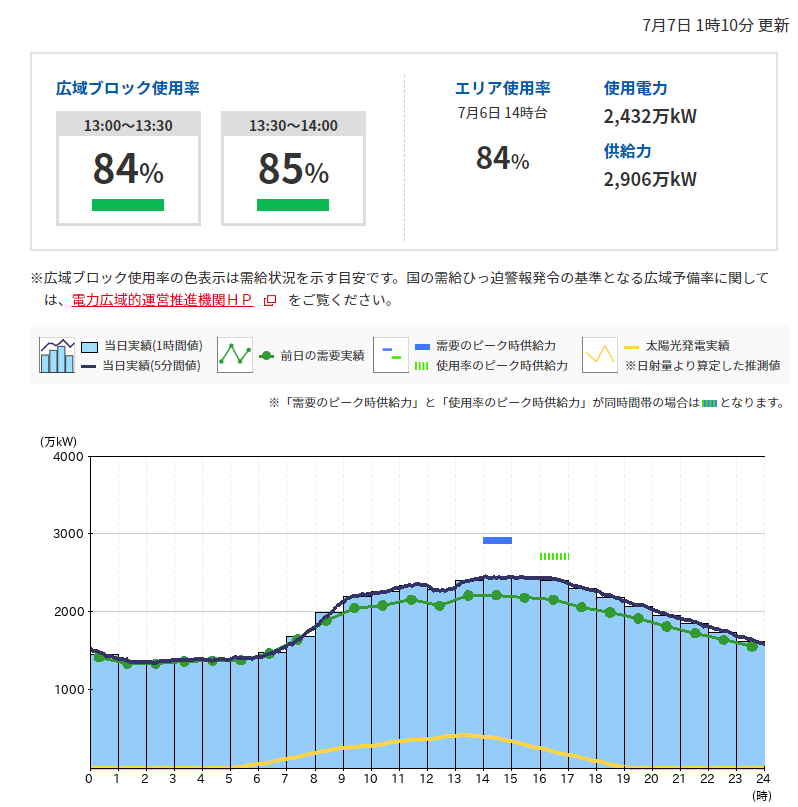 7月7日 1時10分 更新
広域ブロック使用率
13:00～13:30
84%
13:30～14:00
85%
エリア使用率
7月6日 14時台
84%
使用電力
2,432万kW
供給力
2,906万kW
※広域ブロック使用率の色表示は需給状況を示す目安です。国の需給ひっ迫警報発令の基準となる広域予備率に関して
は、電力広域的運営推進機関ＨＰ をご覧ください。
当日実績(1時間値)
当日実績(5分間値)
前日の需要実績
需要のピーク時供給力
使用率のピーク時供給力
太陽光発電実績
※日射量より算定した推測値
※「需要のピーク時供給力」と「使用率のピーク時供給力」が同時間帯の場合は となります。
(万kW)
4000
3000
2000
1000
0 1 2 3 4 5 6 7 8 9 10 11 12 13 14 15 16 17 18 19 20 21 22 23 24
(時)